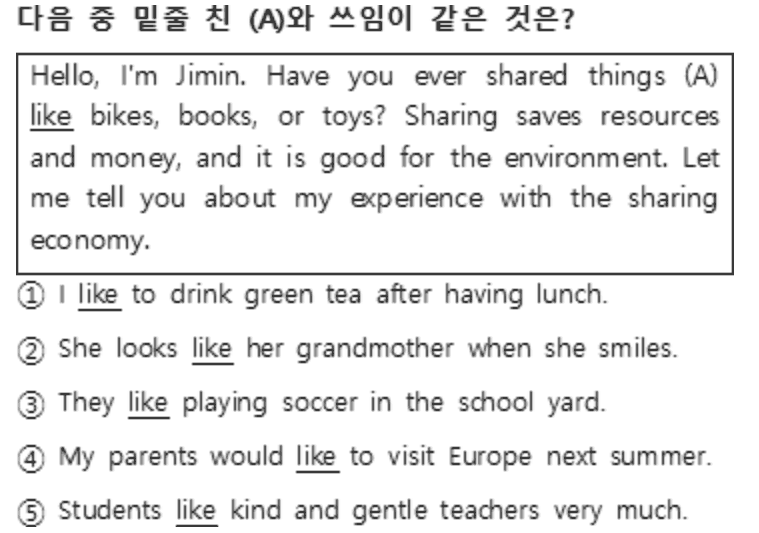 다음 중 밑줄 친 (A)와 쓰임이 같은 것은?
Hello, I'm Jimin. Have you ever shared things (A)
like bikes, books, or toys? Sharing saves resources
and money, and it is good for the environment. Let
me tell you about my experience with the sharing
economy.
① I like to drink green tea after having lunch.
② She looks like her grandmother when she smiles.
③ They like playing soccer in the school yard.
④ My parents would like to visit Europe next summer.
⑤ Students like kind and gentle teachers very much.